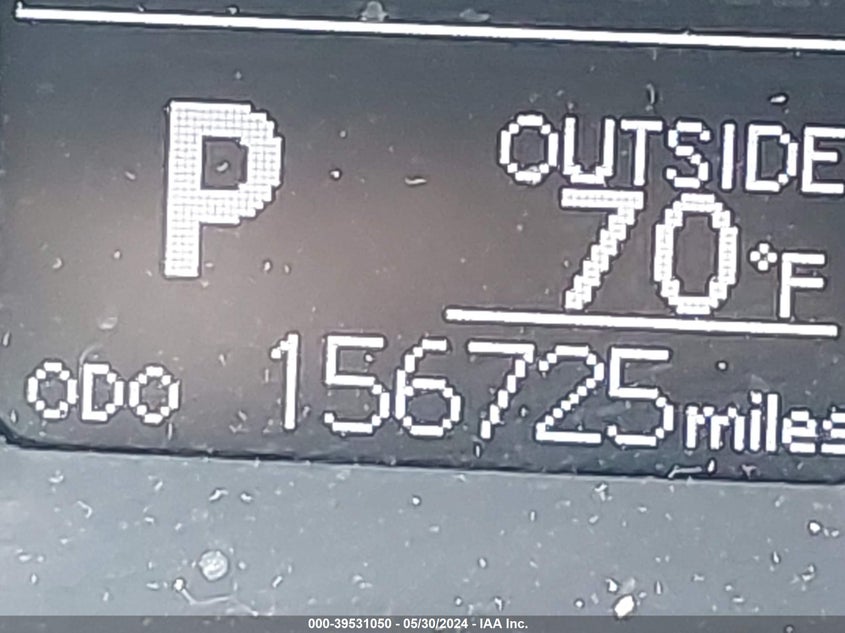 P
OUTSIDE
70°F
ODO 156725 miles
000-39531050 - 05/30/2024 - IAA Inc.